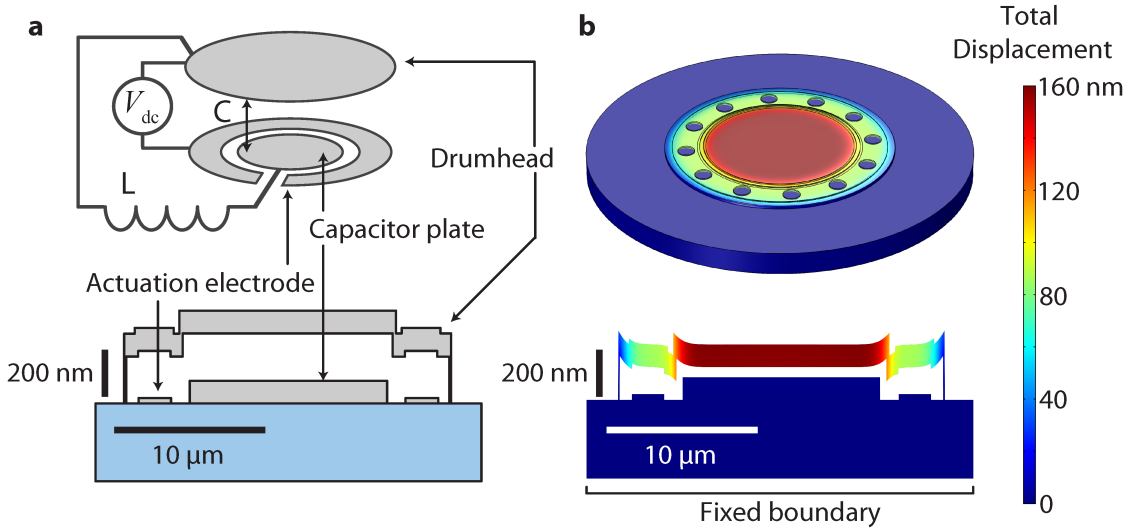 a
V
dc
C
L
Drumhead
Capacitor plate
Actuation electrode
200 nm
10 µm
b
Total
Displacement
160 nm
120
80
40
0
200 nm
10 µm
Fixed boundary